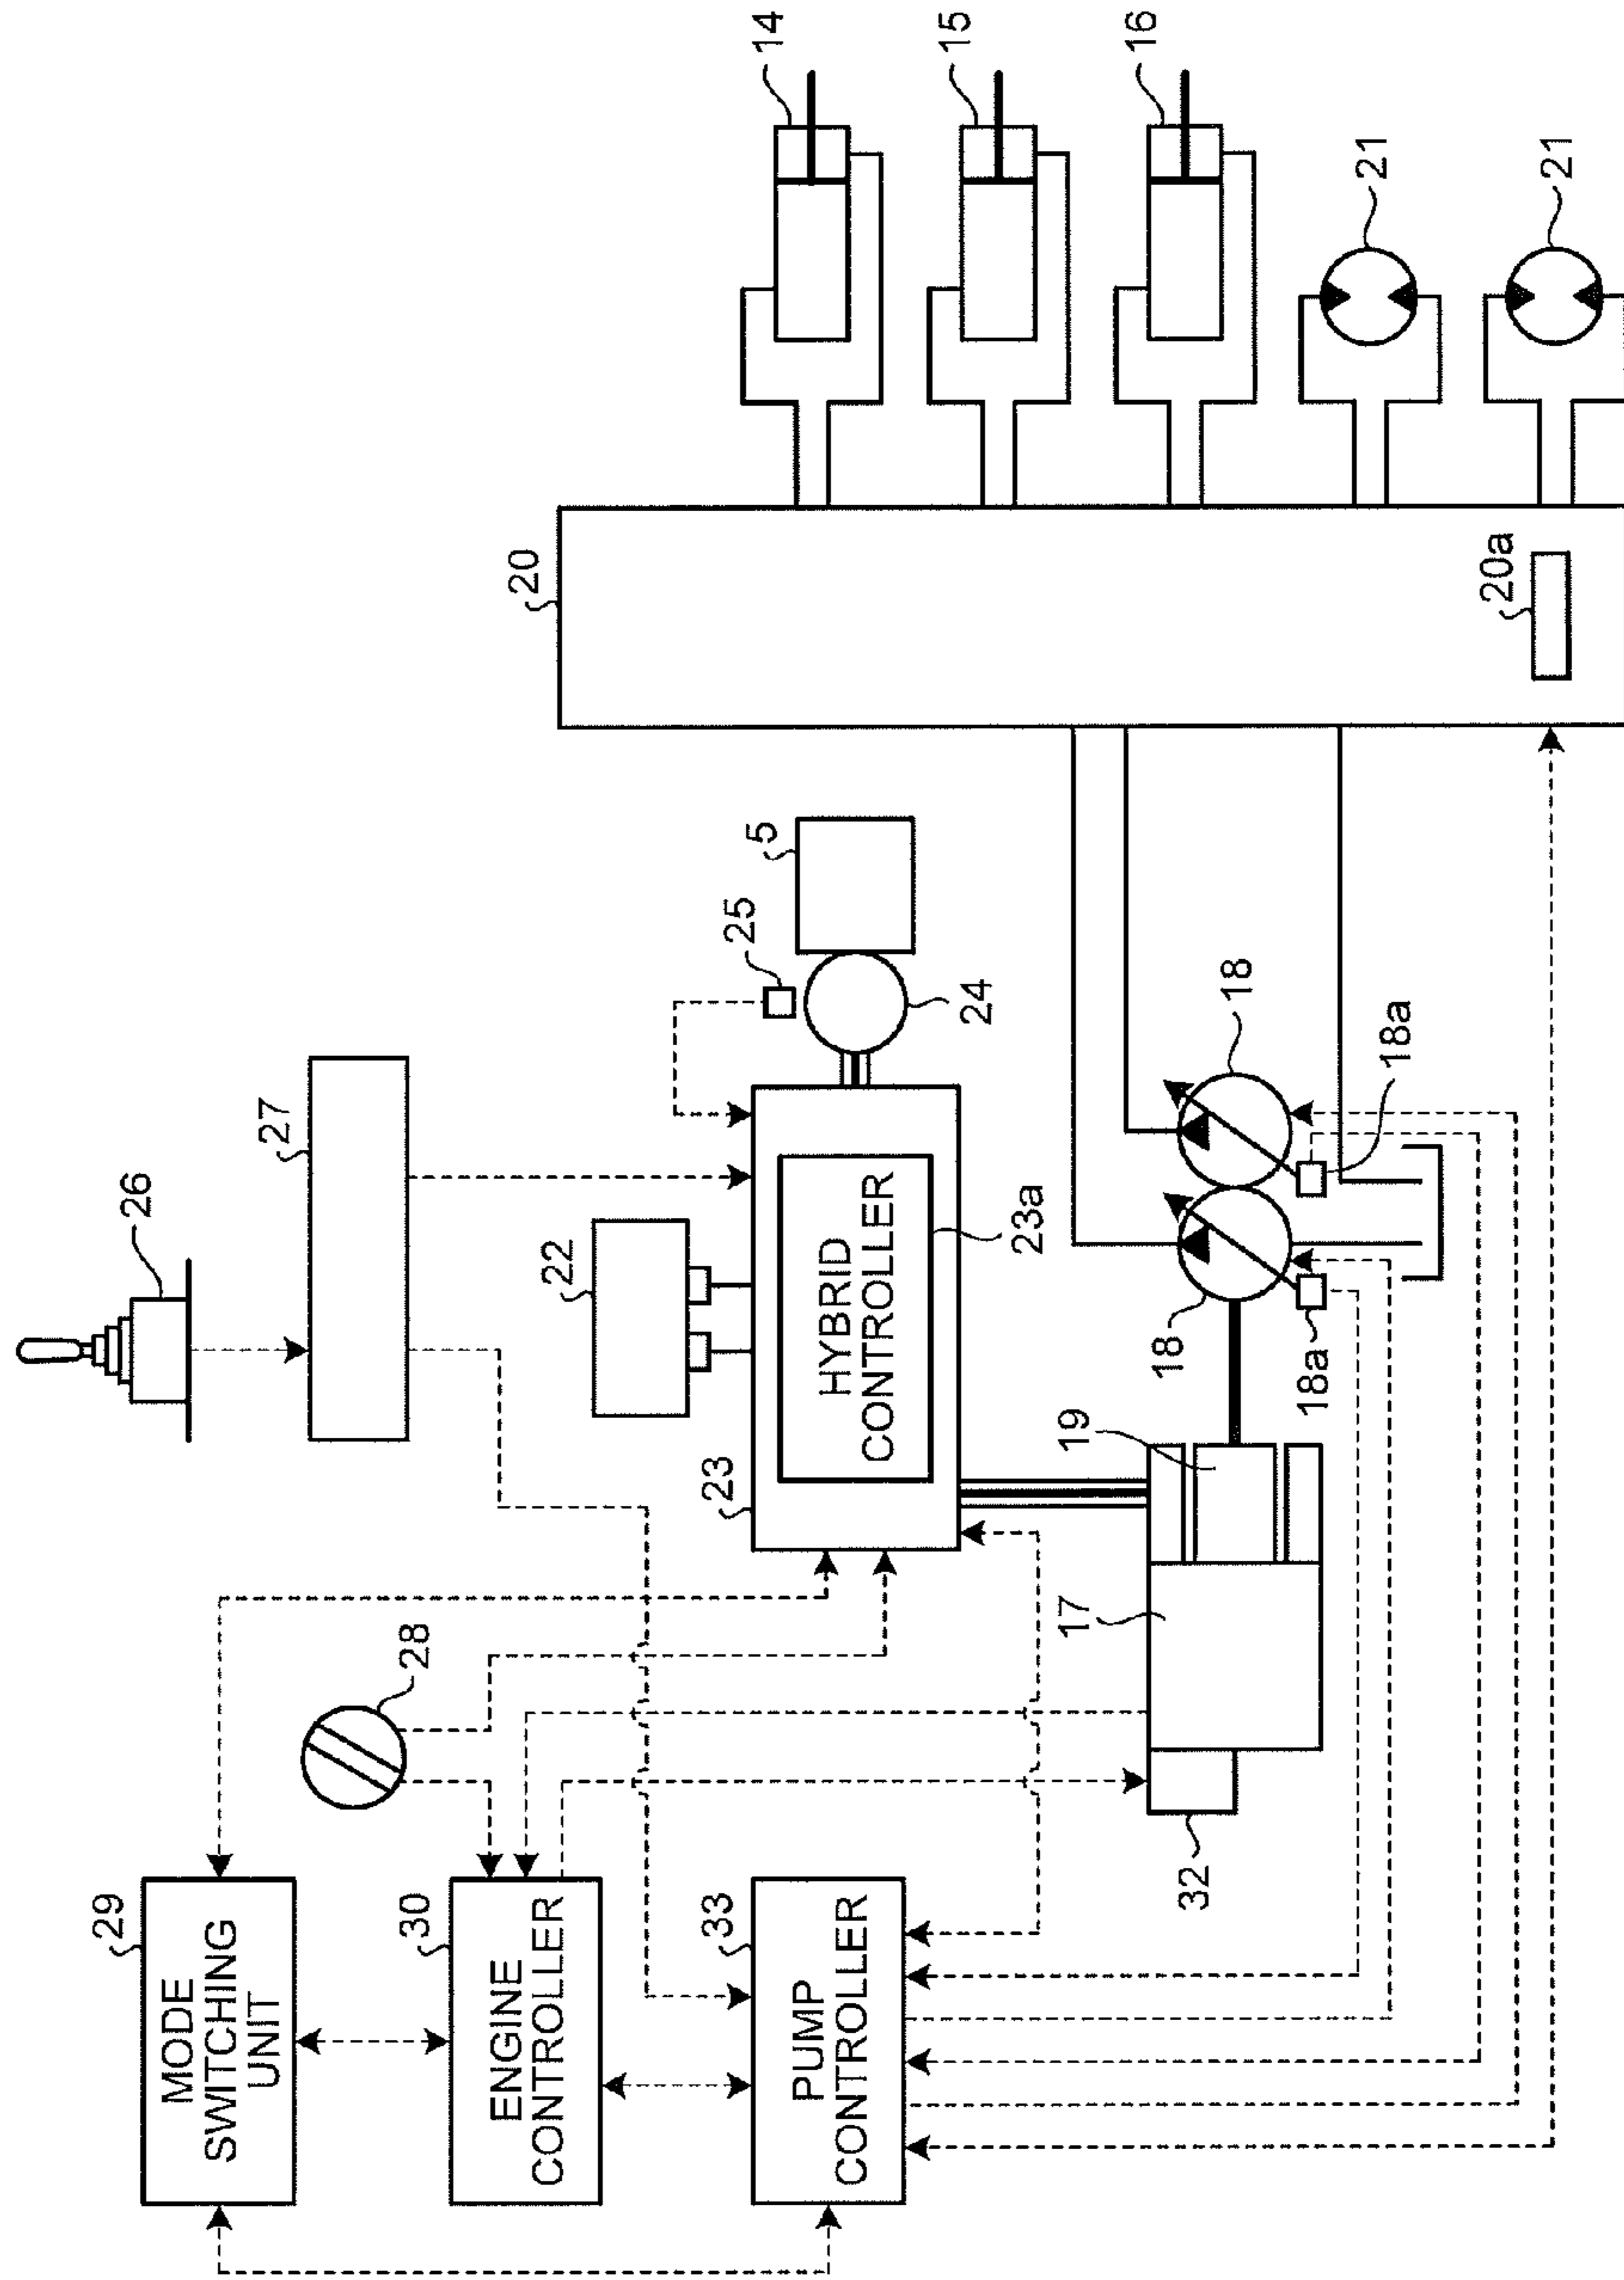 14
15
16
21
21
20
20a
5
25
24
27
26
22
HYBRID
CONTROLLER
23a
23
18
18a
18
18a
19
17
28
32
29
MODE
SWITCHING
UNIT
30
ENGINE
CONTROLLER
33
PUMP
CONTROLLER